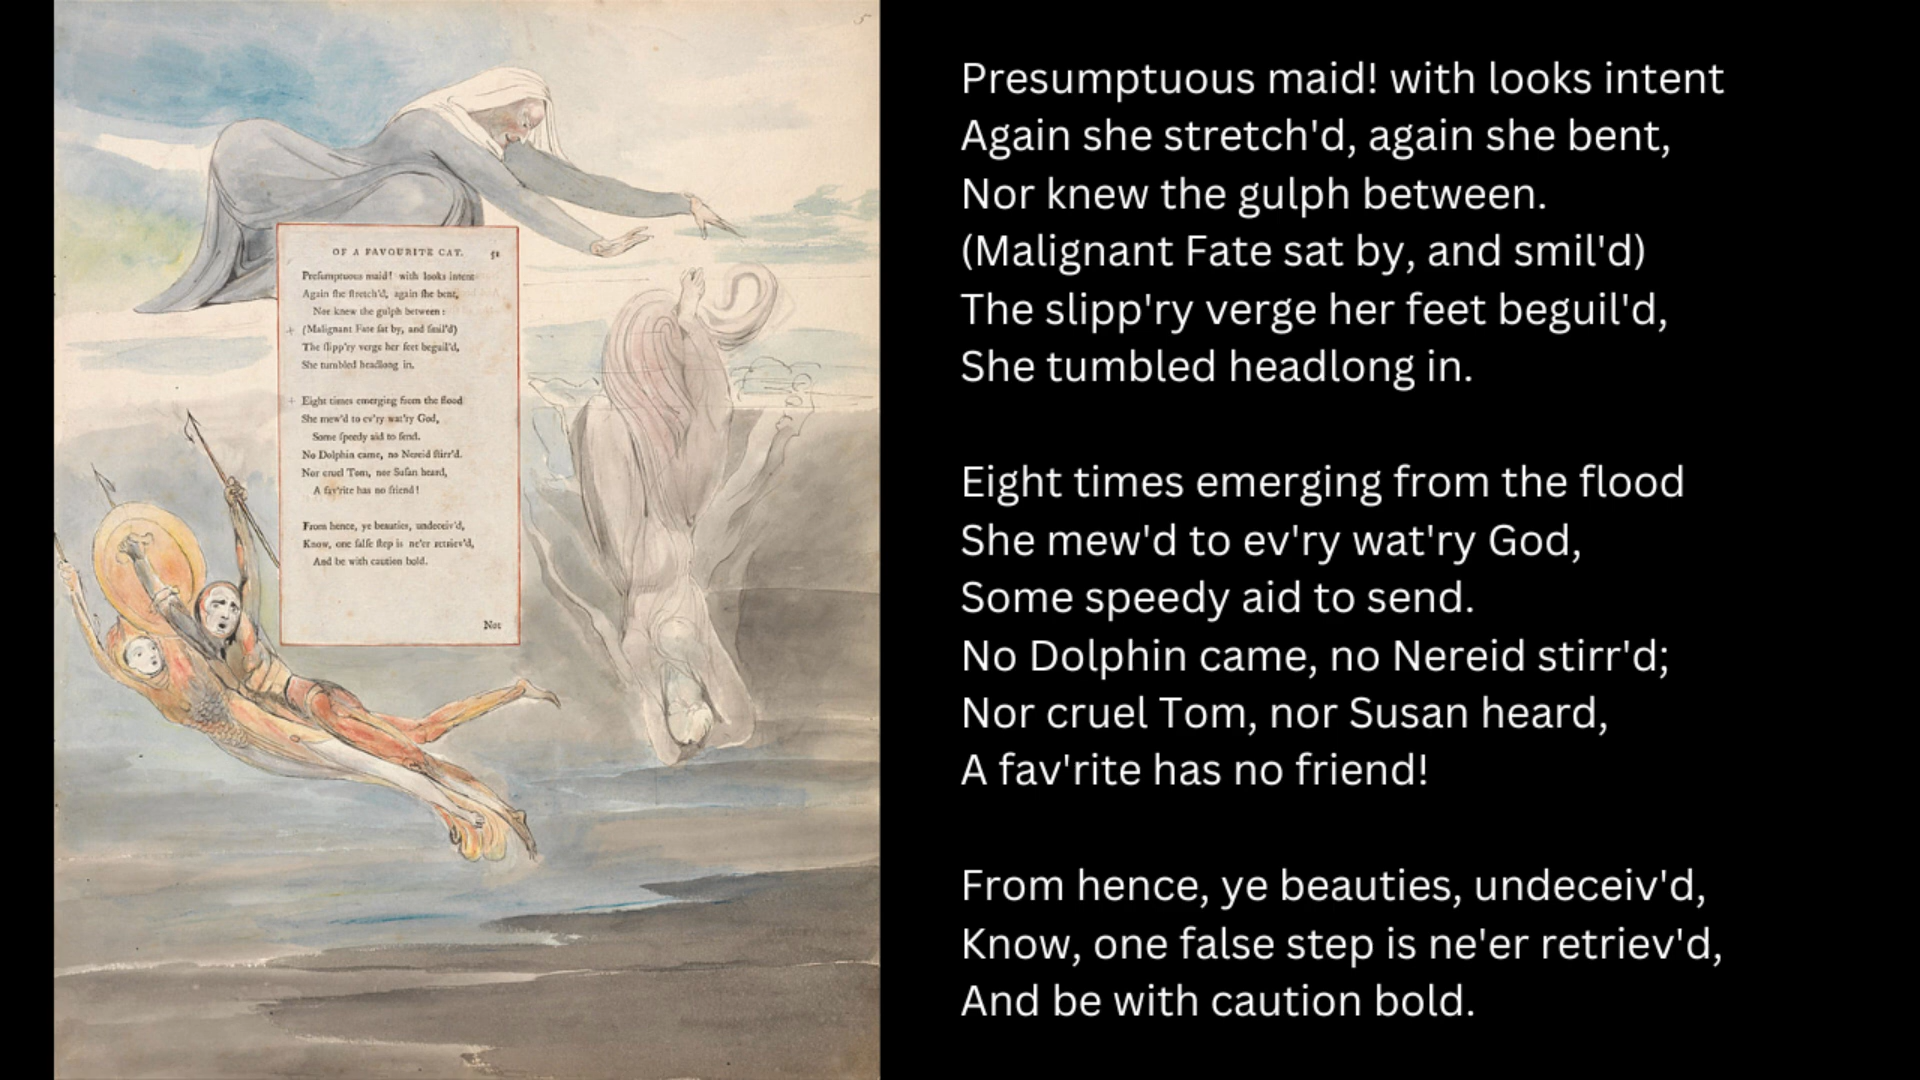 5
OF A FAVOURITE CAT. 51
Preſumptuous maid! with looks intent
Again ſhe ſtretch'd, again ſhe bent,
Nor knew the gulph between:
(Malignant Fate ſat by, and ſmil'd)
The ſlipp'ry verge her feet beguil'd,
She tumbled headlong in.
Eight times emerging from the flood
She mew'd to ev'ry wat'ry God,
Some ſpeedy aid to ſend.
No Dolphin came, no Nereid ſtirr'd:
Nor cruel Tom, nor Suſan heard,
A fav'rite has no friend!
From hence, ye beauties, undeceiv'd,
Know, one falſe ſtep is ne'er retriev'd,
And be with caution bold.
Not
Presumptuous maid! with looks intent
Again she stretch'd, again she bent,
Nor knew the gulph between.
(Malignant Fate sat by, and smil'd)
The slipp'ry verge her feet beguil'd,
She tumbled headlong in.
Eight times emerging from the flood
She mew'd to ev'ry wat'ry God,
Some speedy aid to send.
No Dolphin came, no Nereid stirr'd;
Nor cruel Tom, nor Susan heard,
A fav'rite has no friend!
From hence, ye beauties, undeceiv'd,
Know, one false step is ne'er retriev'd,
And be with caution bold.